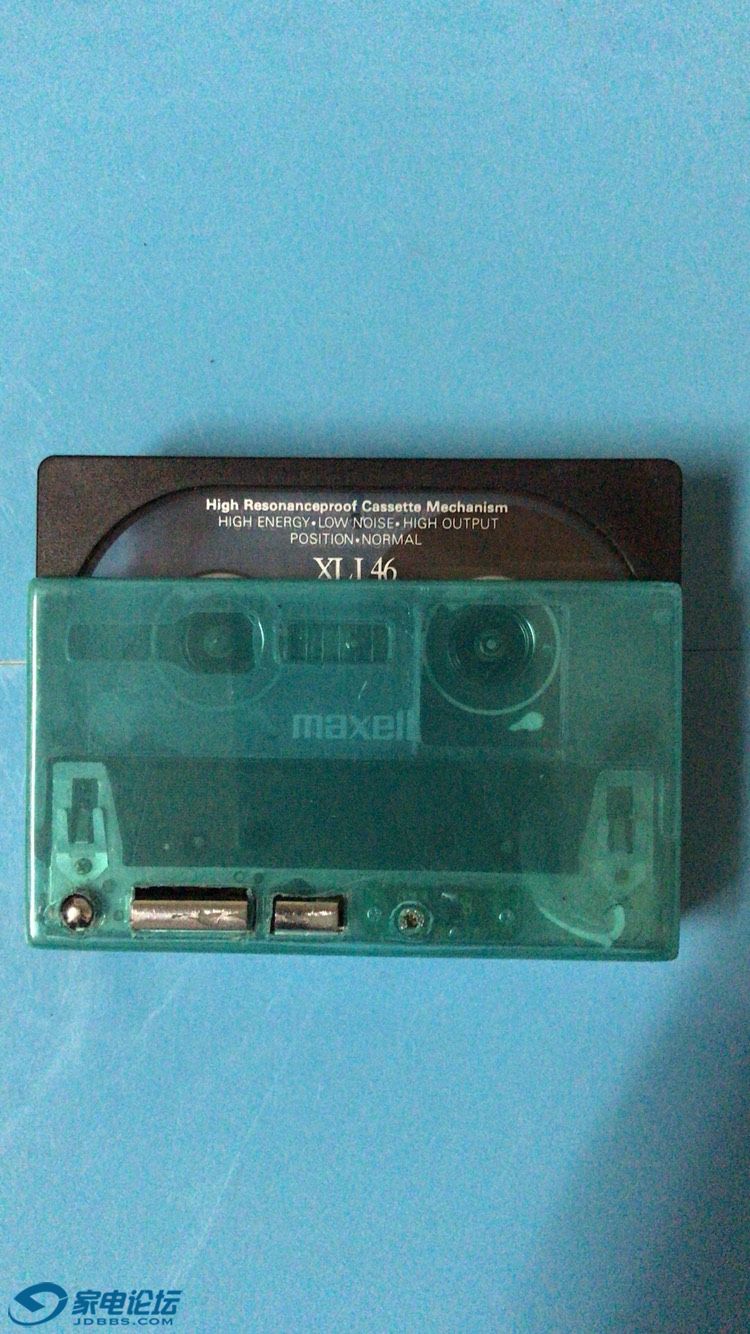 High Resonanceproof Cassette Mechanism
HIGH ENERGY•LOW NOISE•HIGH OUTPUT
POSITION•NORMAL
XL I 46
maxell
家电论坛
JDBBS.COM